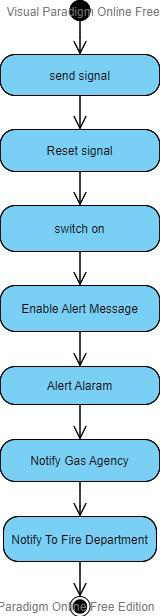 Visual Paradigm Online Free
send signal
Reset signal
switch on
Enable Alert Message
Alert Alaram
Notify Gas Agency
Notify To Fire Department
Paradigm Online Free Edition